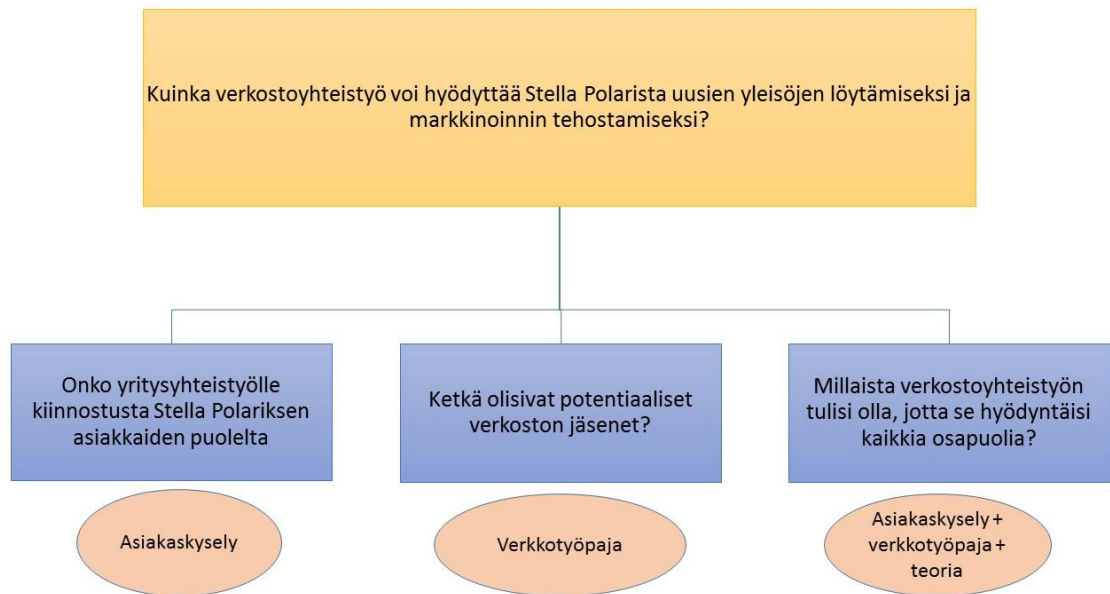 Kuinka verkostoyhteistyö voi hyödyttää Stella Polarista uusien yleisöjen löytämiseksi ja
markkinoinnin tehostamiseksi?
Onko yritysyhteistyölle
kiinnostusta Stella Polariksen
asiakkaiden puolelta
Ketkä olisivat potentiaaliset
verkoston jäsenet?
Millaista verkostoyhteistyön
tulisi olla, jotta se hyödyntäisi
kaikkia osapuolia?
Asiakaskysely
Verkkotyöpaja
Asiakaskysely +
verkkotyöpaja +
teoria